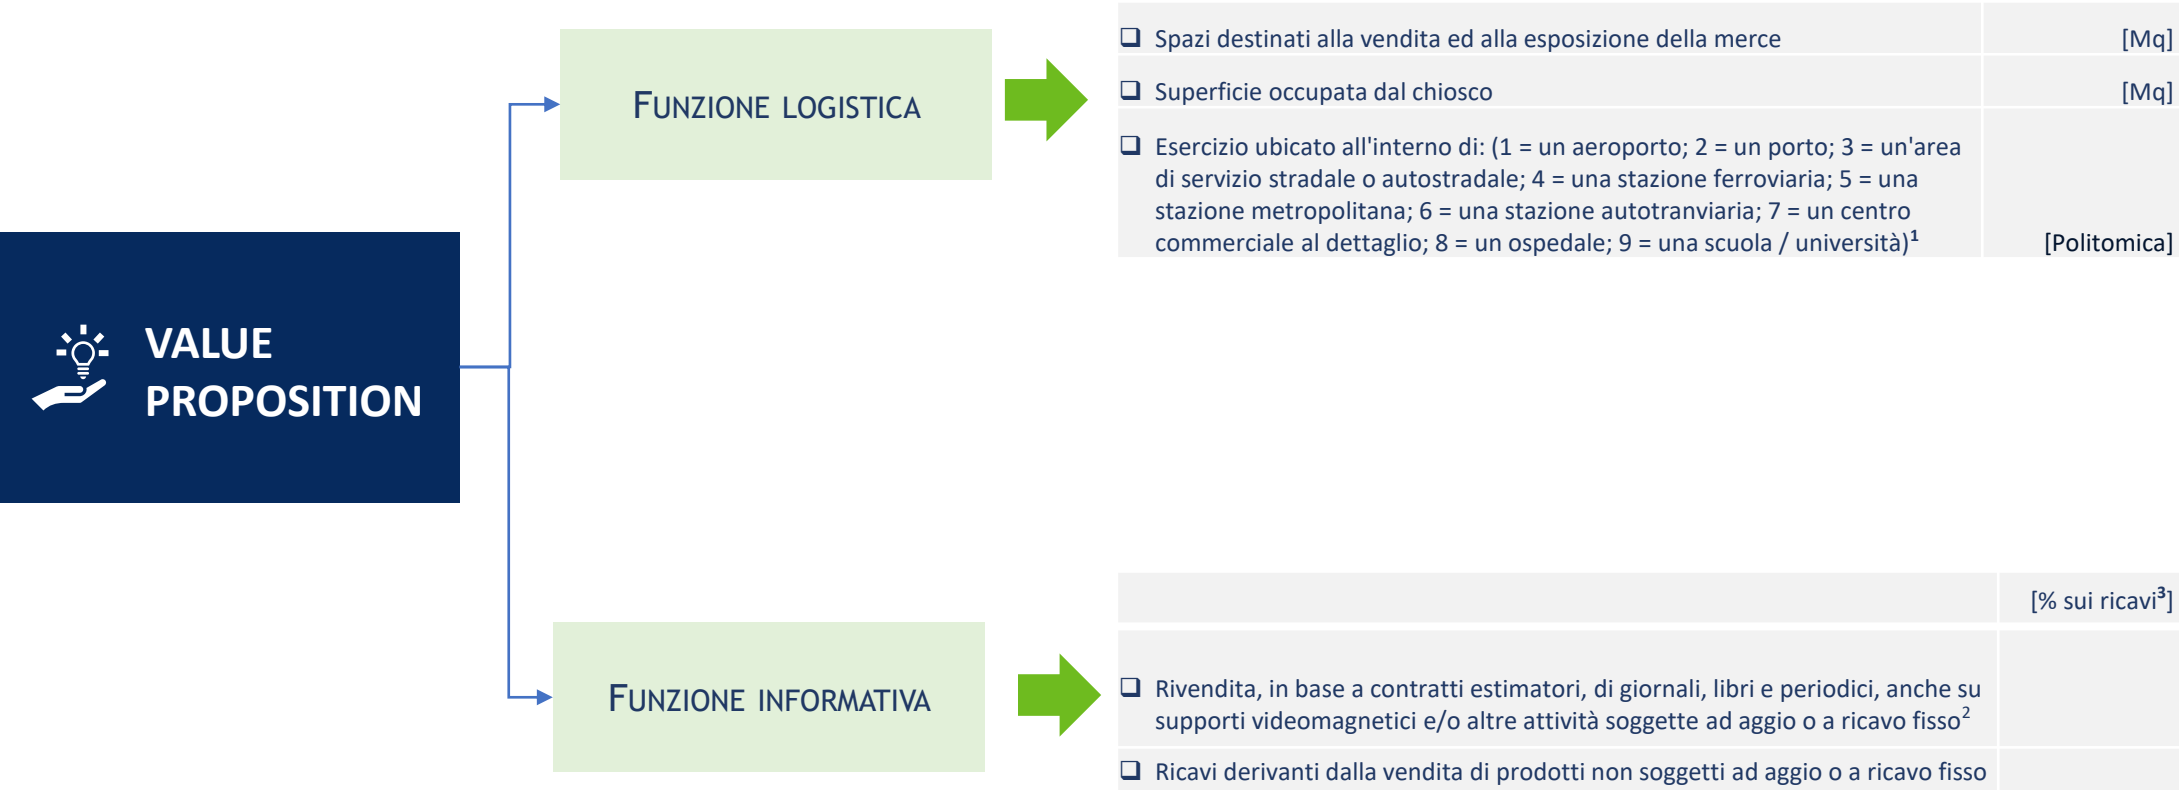 VALUE
PROPOSITION
FUNZIONE LOGISTICA
❑ Spazi destinati alla vendita ed alla esposizione della merce [Mq]
❑ Superficie occupata dal chiosco [Mq]
❑ Esercizio ubicato all'interno di: (1 = un aeroporto; 2 = un porto; 3 = un'area
di servizio stradale o autostradale; 4 = una stazione ferroviaria; 5 = una
stazione metropolitana; 6 = una stazione autotranviaria; 7 = un centro
commerciale al dettaglio; 8 = un ospedale; 9 = una scuola / università)¹ [Politomica]
FUNZIONE INFORMATIVA
[% sui ricavi³]
❑ Rivendita, in base a contratti estimatori, di giornali, libri e periodici, anche su
supporti videomagnetici e/o altre attività soggette ad aggio o a ricavo fisso²
❑ Ricavi derivanti dalla vendita di prodotti non soggetti ad aggio o a ricavo fisso